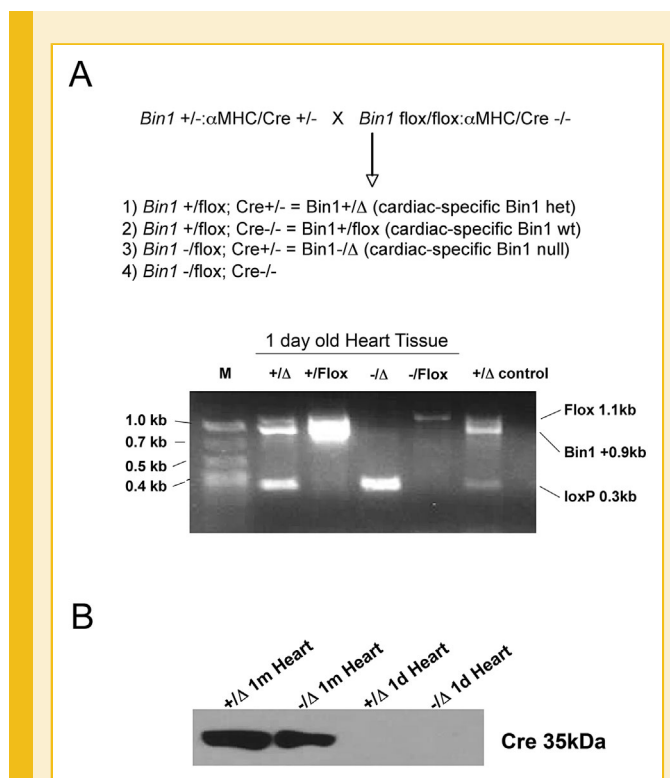 A
Bin1 +/-:αMHC/Cre +/- X Bin1 flox/flox:αMHC/Cre -/-
1) Bin1 +/flox; Cre+/- = Bin1+/Δ (cardiac-specific Bin1 het)
2) Bin1 +/flox; Cre-/- = Bin1+/flox (cardiac-specific Bin1 wt)
3) Bin1 -/flox; Cre+/- = Bin1-/Δ (cardiac-specific Bin1 null)
4) Bin1 -/flox; Cre-/-
1 day old Heart Tissue
M +/Δ +/Flox -/Δ -/Flox +/Δ control
1.0 kb
0.7 kb
0.5 kb
0.4 kb
Flox 1.1kb
Bin1 +0.9kb
loxP 0.3kb
B
+/Δ 1m Heart
-/Δ 1m Heart
+/Δ 1d Heart
-/Δ 1d Heart
Cre 35kDa